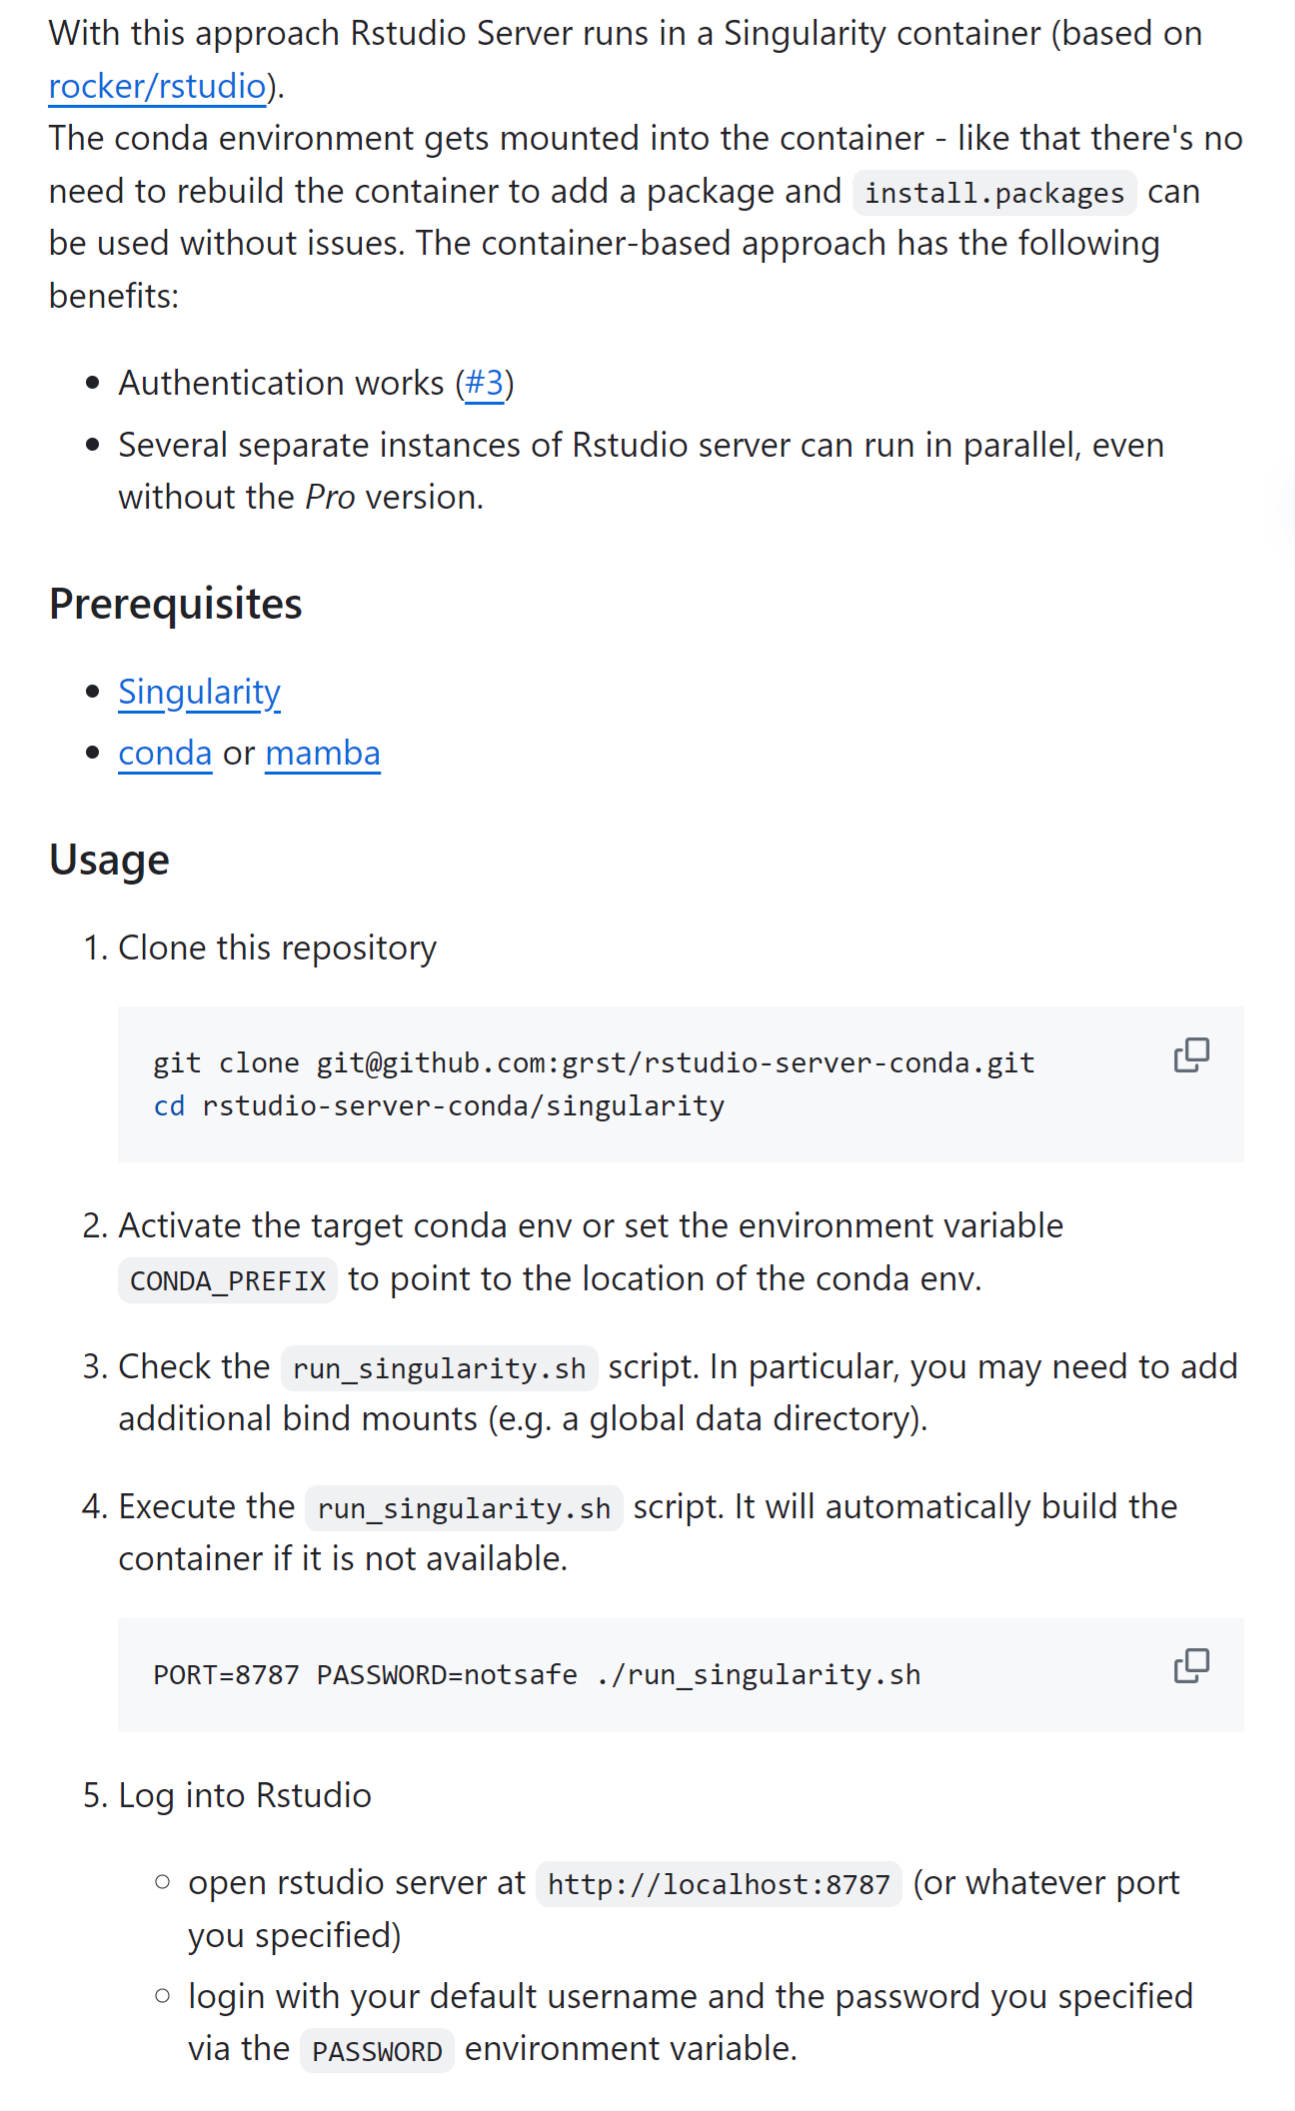 With this approach Rstudio Server runs in a Singularity container (based on
rocker/rstudio).
The conda environment gets mounted into the container - like that there's no
need to rebuild the container to add a package and install.packages can
be used without issues. The container-based approach has the following
benefits:
• Authentication works (#3)
• Several separate instances of Rstudio server can run in parallel, even
without the Pro version.
Prerequisites
• Singularity
• conda or mamba
Usage
1. Clone this repository
git clone git@github.com:grst/rstudio-server-conda.git
cd rstudio-server-conda/singularity
2. Activate the target conda env or set the environment variable
CONDA_PREFIX to point to the location of the conda env.
3. Check the run_singularity.sh script. In particular, you may need to add
additional bind mounts (e.g. a global data directory).
4. Execute the run_singularity.sh script. It will automatically build the
container if it is not available.
PORT=8787 PASSWORD=notsafe ./run_singularity.sh
5. Log into Rstudio
○ open rstudio server at http://localhost:8787 (or whatever port
you specified)
○ login with your default username and the password you specified
via the PASSWORD environment variable.